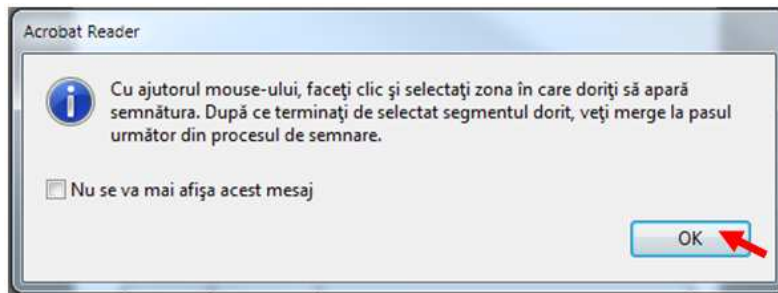 Acrobat Reader
Cu ajutorul mouse-ului, faceţi clic şi selectaţi zona în care doriţi să apară
semnătura. După ce terminaţi de selectat segmentul dorit, veţi merge la pasul
următor din procesul de semnare.
Nu se va mai afişa acest mesaj
OK